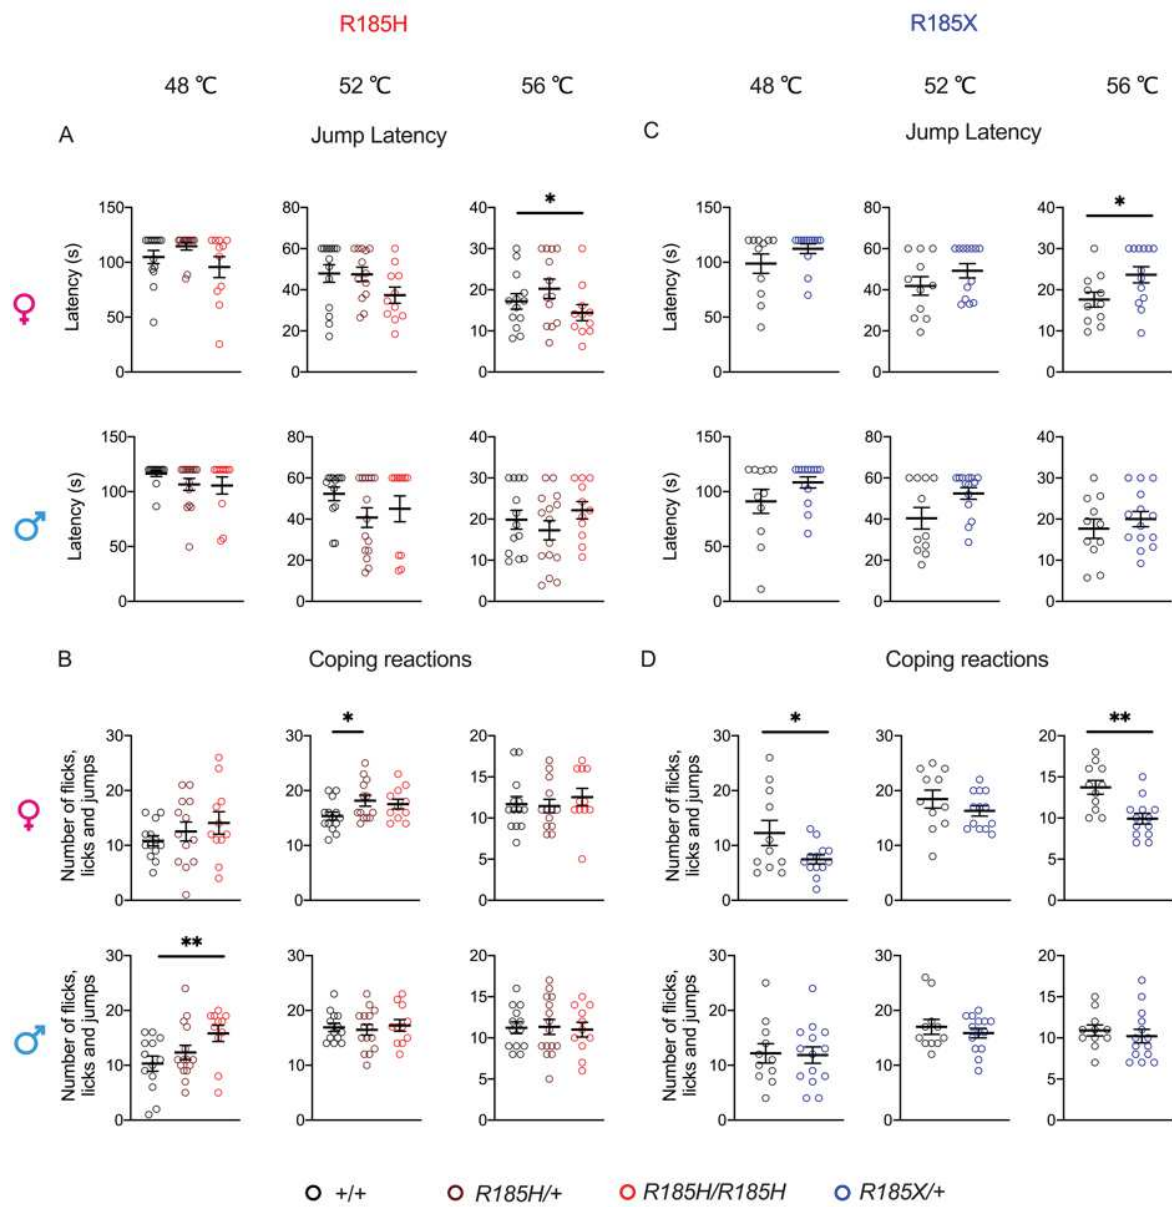 R185H R185X
48 ℃ 52 ℃ 56 ℃ 48 ℃ 52 ℃ 56 ℃
A Jump Latency C Jump Latency
* *
Latency (s) 150 100 50 0 80 60 40 20 0 40 30 20 10 0 Latency (s) 150 100 50 0 80 60 40 20 0 40 30 20 10 0
♀
Latency (s) 150 100 50 0 80 60 40 20 0 40 30 20 10 0 Latency (s) 150 100 50 0 80 60 40 20 0 40 30 20 10 0
♂
B Coping reactions D Coping reactions
* * **
Number of flicks,
licks and jumps
30 20 10 0 30 20 10 0 20 15 10 5 0
Number of flicks,
licks and jumps
30 20 10 0 30 20 10 0 20 15 10 5 0
♀
**
Number of flicks,
licks and jumps
30 20 10 0 30 20 10 0 20 15 10 5 0
Number of flicks,
licks and jumps
30 20 10 0 30 20 10 0 20 15 10 5 0
♂
+/+ R185H/+ R185H/R185H R185X/+